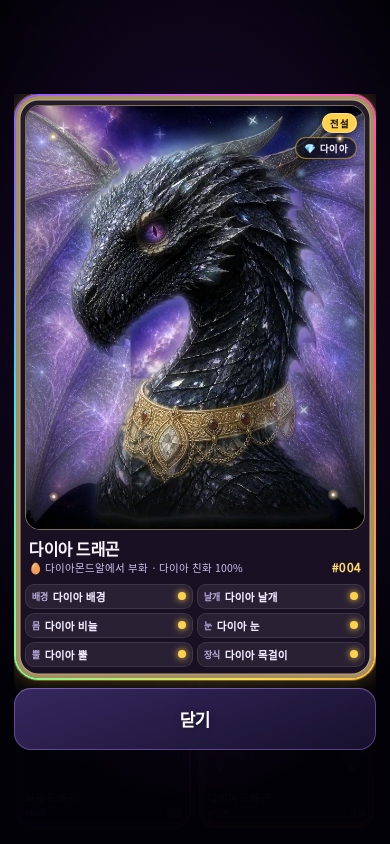 전설
💎 다이아
다이아 드래곤
🥚 다이아몬드알에서 부화 · 다이아 친화 100%
#004
배경 다이아 배경
날개 다이아 날개
몸 다이아 비늘
눈 다이아 눈
뿔 다이아 뿔
장식 다이아 목걸이
닫기